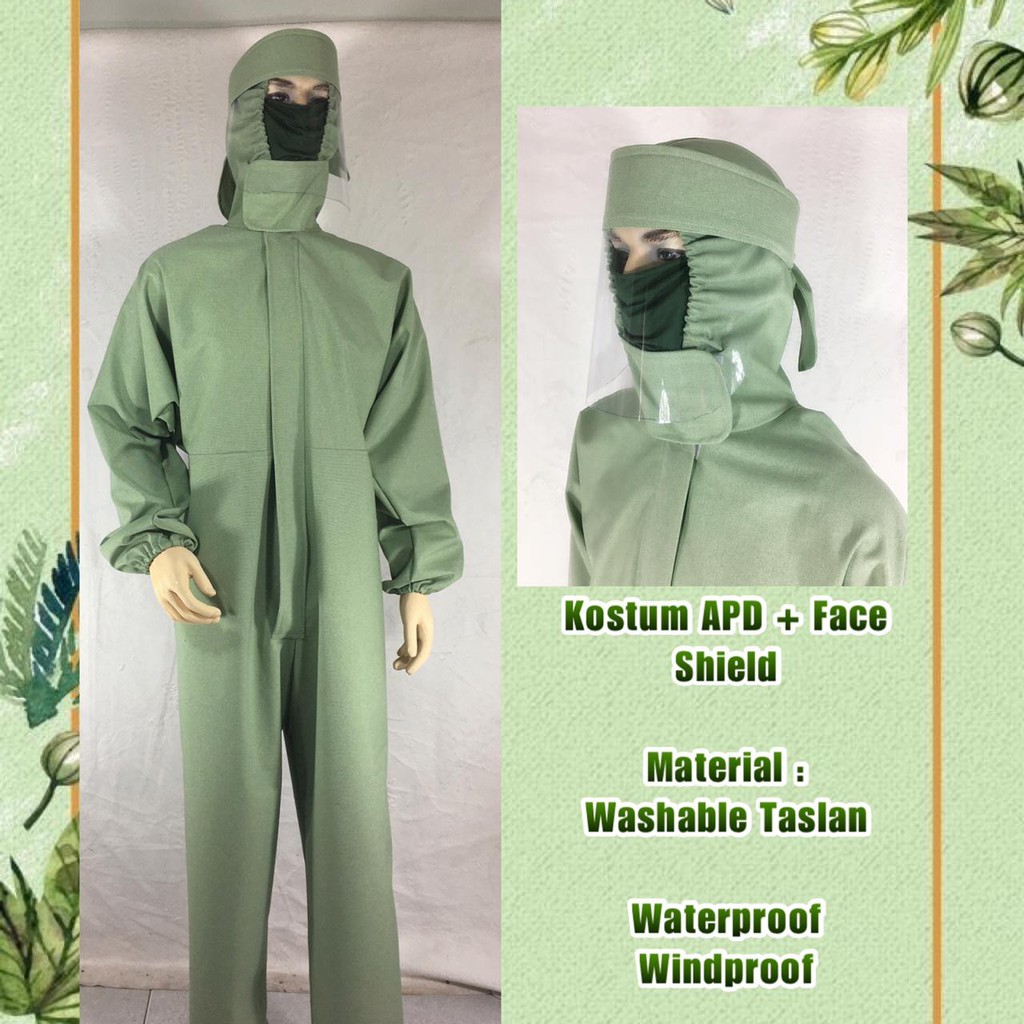 Kostum APD + Face
Shield
Material :
Washable Taslan
Waterproof
Windproof